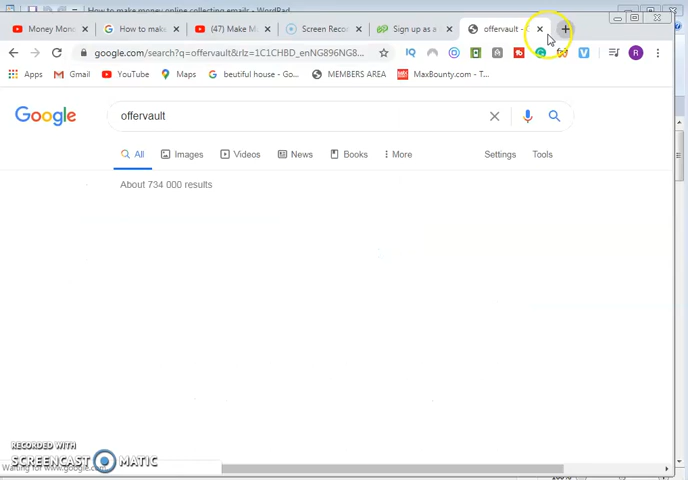 How to make money online collecting emails - WordPad
Money Mon
How to make
(47) Make M
Screen Reco
Sign up as a
offervault -
google.com/search?q=offervault&rlz=1C1CHBD_enNG896NG8...
Apps
Gmail
YouTube
Maps
beutiful house - G...
MEMBERS AREA
MaxBounty.com - T...
Google
offervault
All
Images
Videos
News
Books
More
Settings
Tools
About 734 000 results
RECORDED WITH
SCREENCAST MATIC
Waiting for www.google.com...
100%